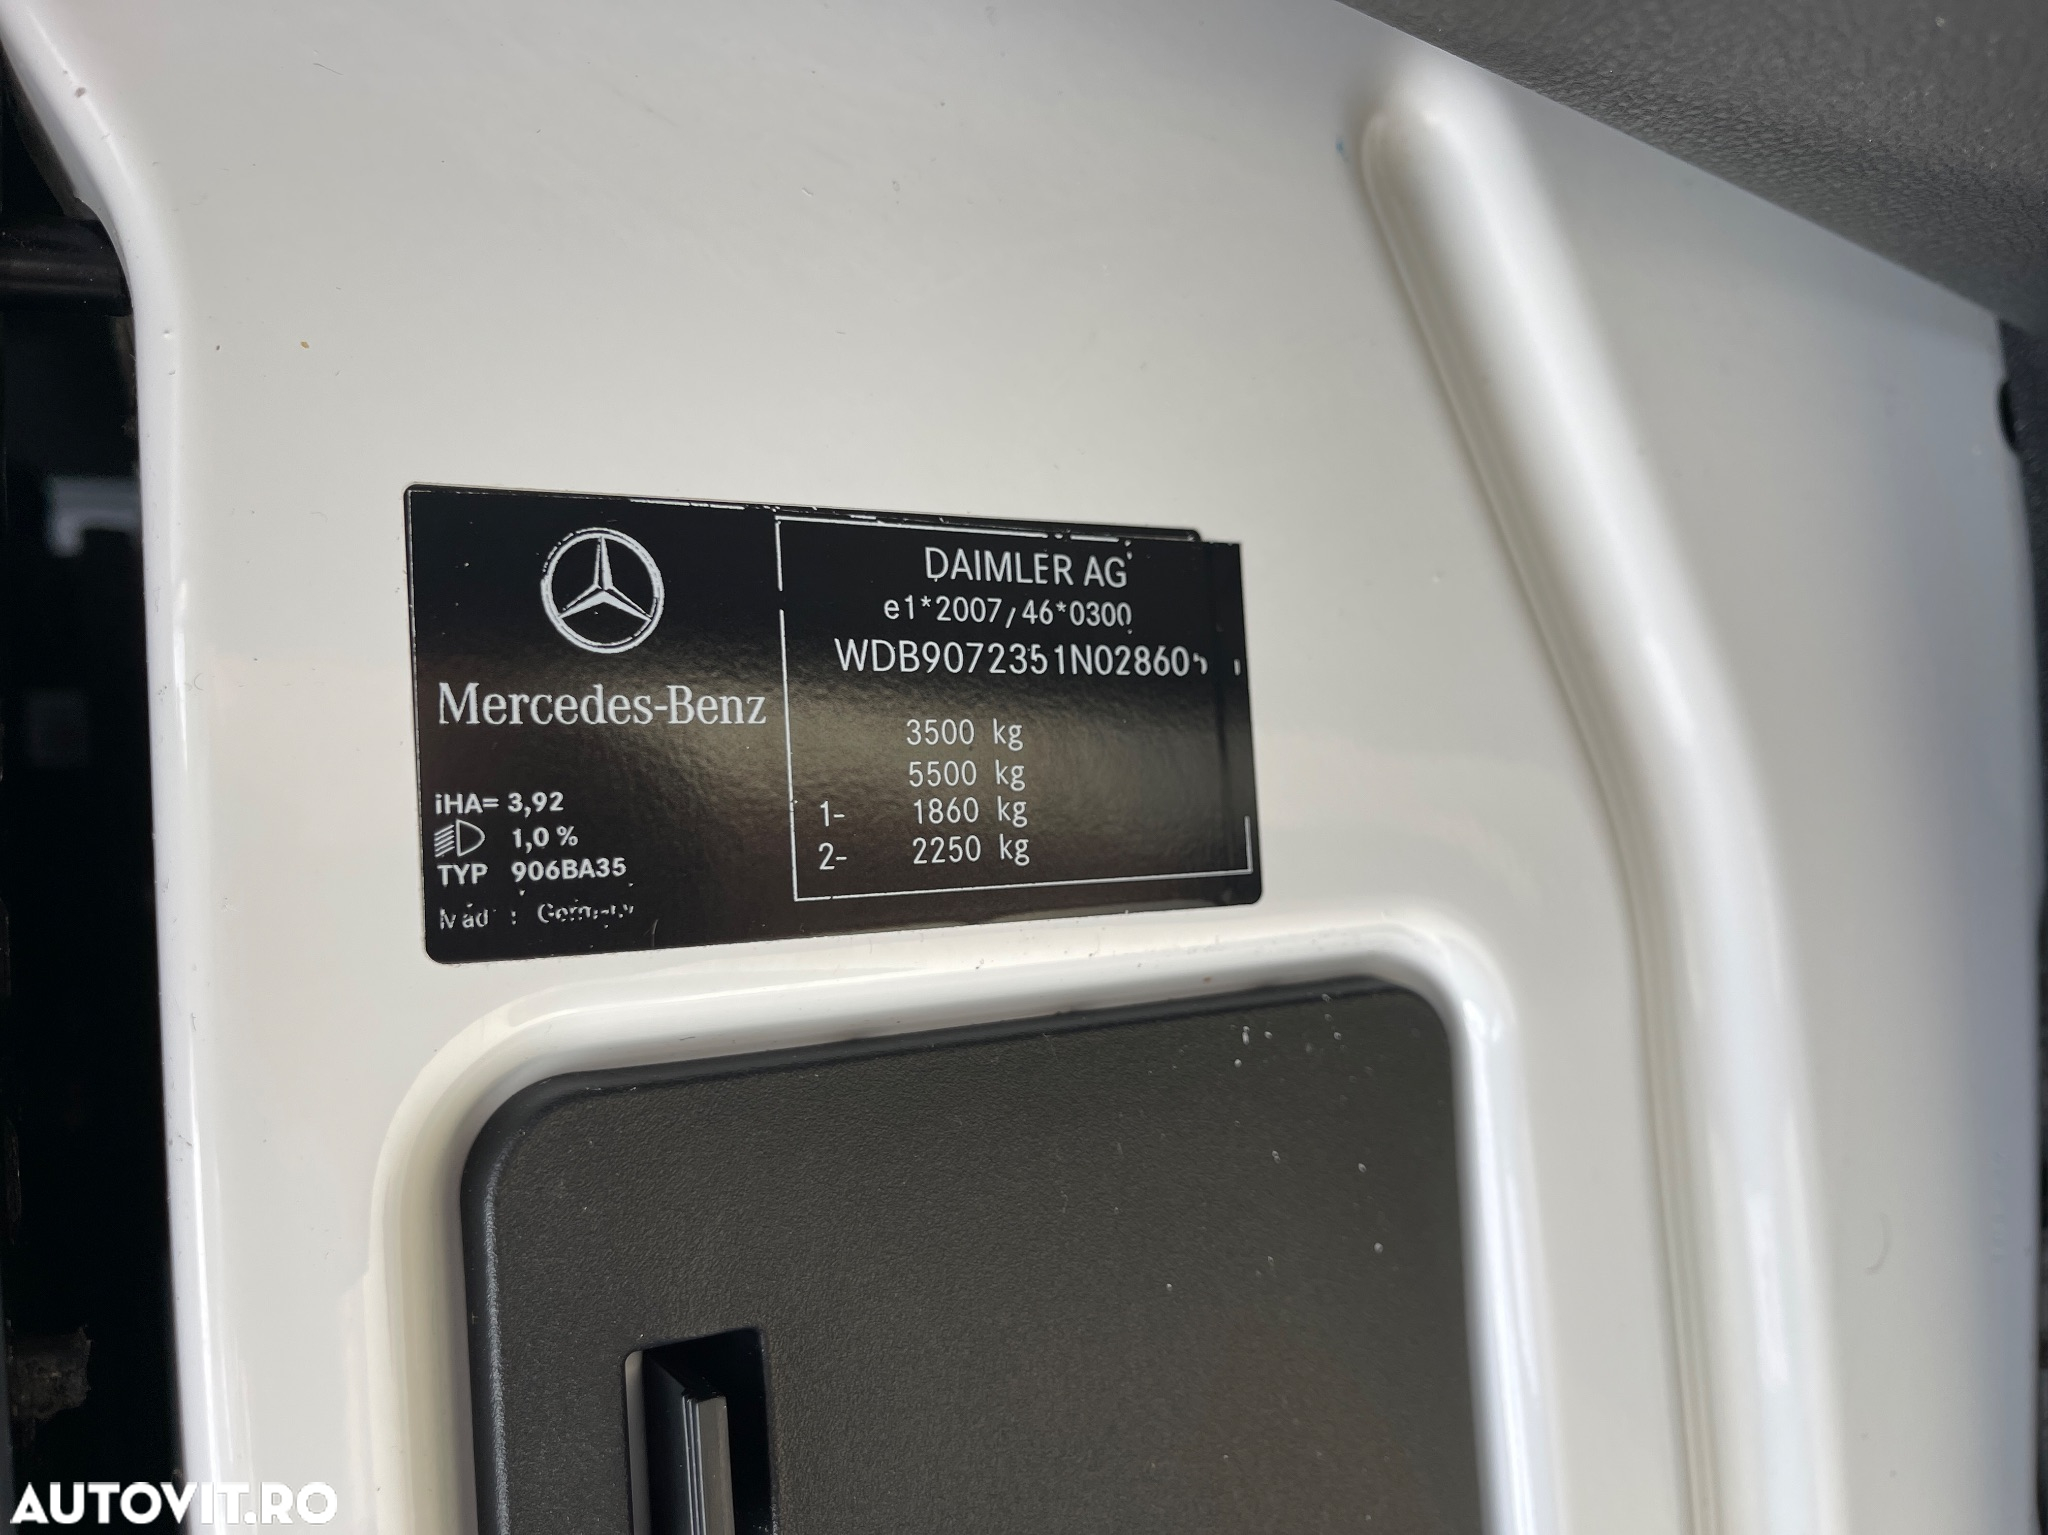 DAIMLER AG
e1*2007/46*0300
Mercedes-Benz
3500 kg
5500 kg
1- 1860 kg
2- 2250 kg
iHA= 3,92
1,0 %
TYP 906BA35
AUTOVIT.RO